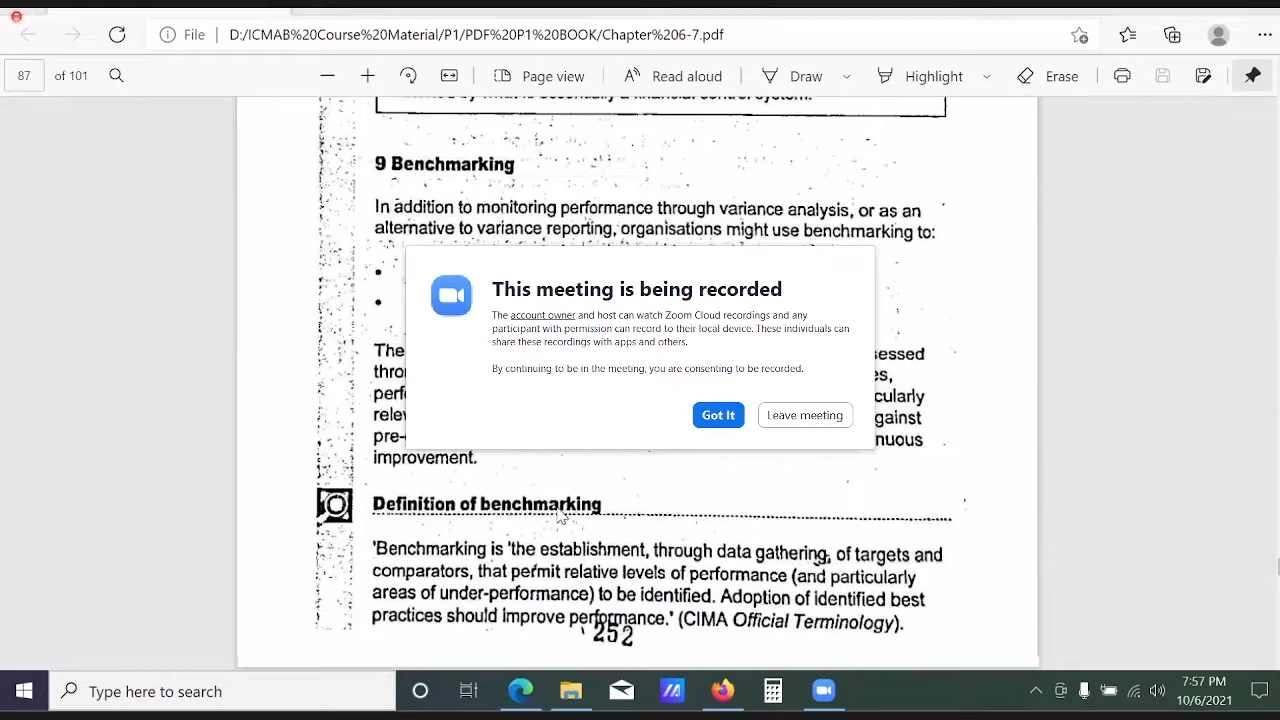 File
D:/ICMAB%20Course%20Material/P1/PDF%20P1%20BOOK/Chapter%206-7.pdf
87 of 101
Page view
Read aloud
Draw
Highlight
Erase
9 Benchmarking
In addition to monitoring performance through variance analysis, or as an
alternative to variance reporting, organisations might use benchmarking to:
This meeting is being recorded
The account owner and host can watch Zoom Cloud recordings and any
participant with permission can record to their local device. These individuals can
share these recordings with apps and others.
By continuing to be in the meeting, you are consenting to be recorded.
Got It
Leave meeting
improvement.
Definition of benchmarking
'Benchmarking is 'the establishment, through data gathering, of targets and
comparators, that permit relative levels of performance (and particularly
areas of under-performance) to be identified. Adoption of identified best
practices should improve performance.' (CIMA Official Terminology).
252
Type here to search
7:57 PM
10/6/2021